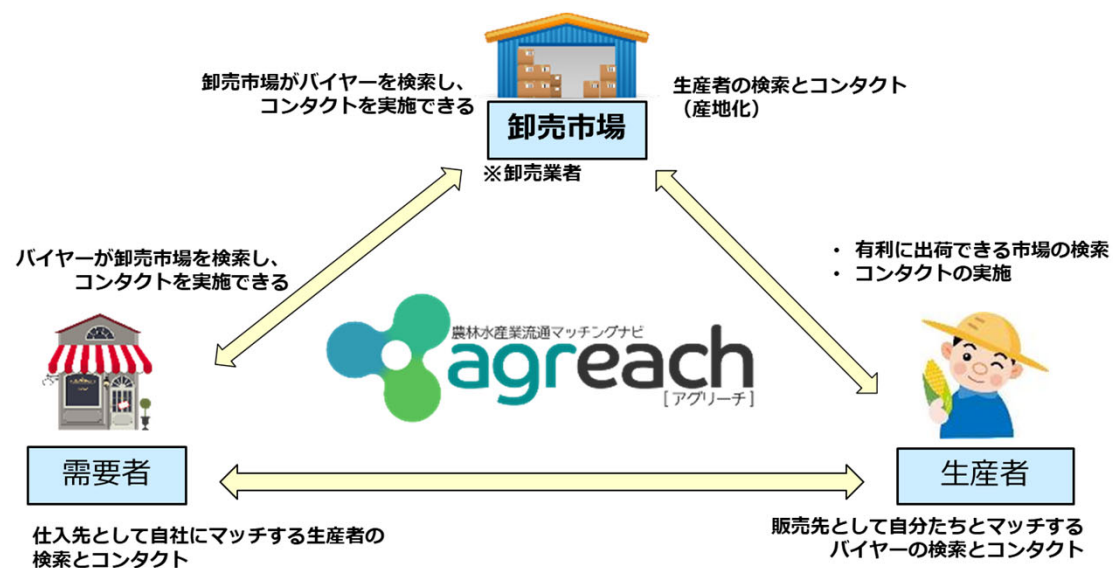 卸売市場がバイヤーを検索し、
コンタクトを実施できる
生産者の検索とコンタクト
（産地化）
卸売市場
※卸売業者
バイヤーが卸売市場を検索し、
コンタクトを実施できる
・ 有利に出荷できる市場の検索
・ コンタクトの実施
農林水産業流通マッチングナビ
agreach
[アグリーチ]
需要者
生産者
仕入先として自社にマッチする生産者の
検索とコンタクト
販売先として自分たちとマッチする
バイヤーの検索とコンタクト